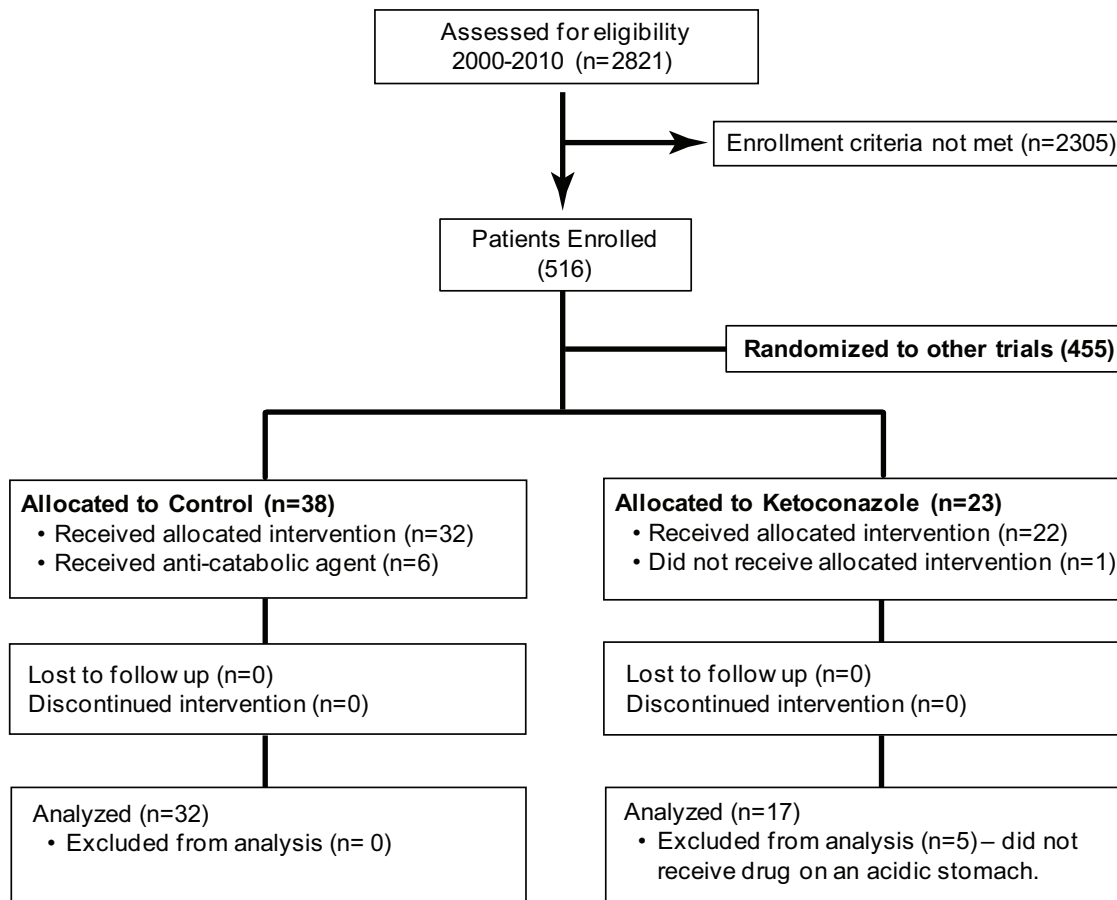 Assessed for eligibility
2000-2010 (n=2821)
Enrollment criteria not met (n=2305)
Patients Enrolled
(516)
Randomized to other trials (455)
Allocated to Control (n=38)
• Received allocated intervention (n=32)
• Received anti-catabolic agent (n=6)
Allocated to Ketoconazole (n=23)
• Received allocated intervention (n=22)
• Did not receive allocated intervention (n=1)
Lost to follow up (n=0)
Discontinued intervention (n=0)
Lost to follow up (n=0)
Discontinued intervention (n=0)
Analyzed (n=32)
• Excluded from analysis (n= 0)
Analyzed (n=17)
• Excluded from analysis (n=5) – did not
receive drug on an acidic stomach.